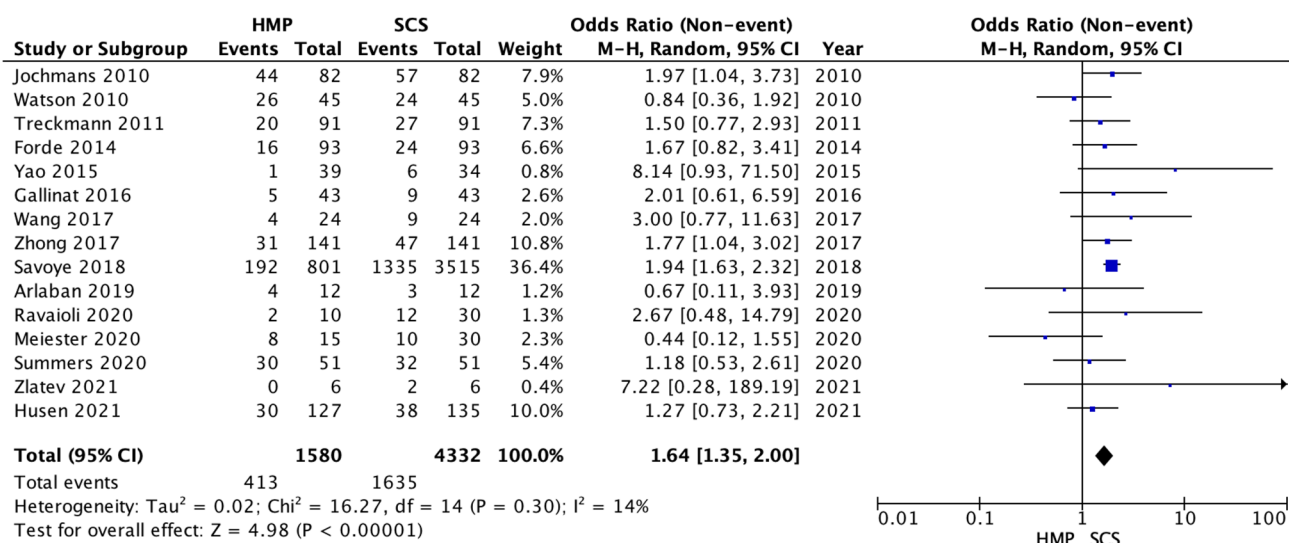 HMP SCS Odds Ratio (Non-event) Odds Ratio (Non-event)
Study or Subgroup Events Total Events Total Weight M-H, Random, 95% CI Year M-H, Random, 95% CI
Jochmans 2010 44 82 57 82 7.9% 1.97 [1.04, 3.73] 2010
Watson 2010 26 45 24 45 5.0% 0.84 [0.36, 1.92] 2010
Treckmann 2011 20 91 27 91 7.3% 1.50 [0.77, 2.93] 2011
Forde 2014 16 93 24 93 6.6% 1.67 [0.82, 3.41] 2014
Yao 2015 1 39 6 34 0.8% 8.14 [0.93, 71.50] 2015
Gallinat 2016 5 43 9 43 2.6% 2.01 [0.61, 6.59] 2016
Wang 2017 4 24 9 24 2.0% 3.00 [0.77, 11.63] 2017
Zhong 2017 31 141 47 141 10.8% 1.77 [1.04, 3.02] 2017
Savoye 2018 192 801 1335 3515 36.4% 1.94 [1.63, 2.32] 2018
Arlaban 2019 4 12 3 12 1.2% 0.67 [0.11, 3.93] 2019
Ravaioli 2020 2 10 12 30 1.3% 2.67 [0.48, 14.79] 2020
Meiester 2020 8 15 10 30 2.3% 0.44 [0.12, 1.55] 2020
Summers 2020 30 51 32 51 5.4% 1.18 [0.53, 2.61] 2020
Zlatev 2021 0 6 2 6 0.4% 7.22 [0.28, 189.19] 2021
Husen 2021 30 127 38 135 10.0% 1.27 [0.73, 2.21] 2021
Total (95% CI) 1580 4332 100.0% 1.64 [1.35, 2.00]
Total events 413 1635
Heterogeneity: Tau² = 0.02; Chi² = 16.27, df = 14 (P = 0.30); I² = 14%
Test for overall effect: Z = 4.98 (P < 0.00001)
0.01 0.1 1 10 100
HMP SCS